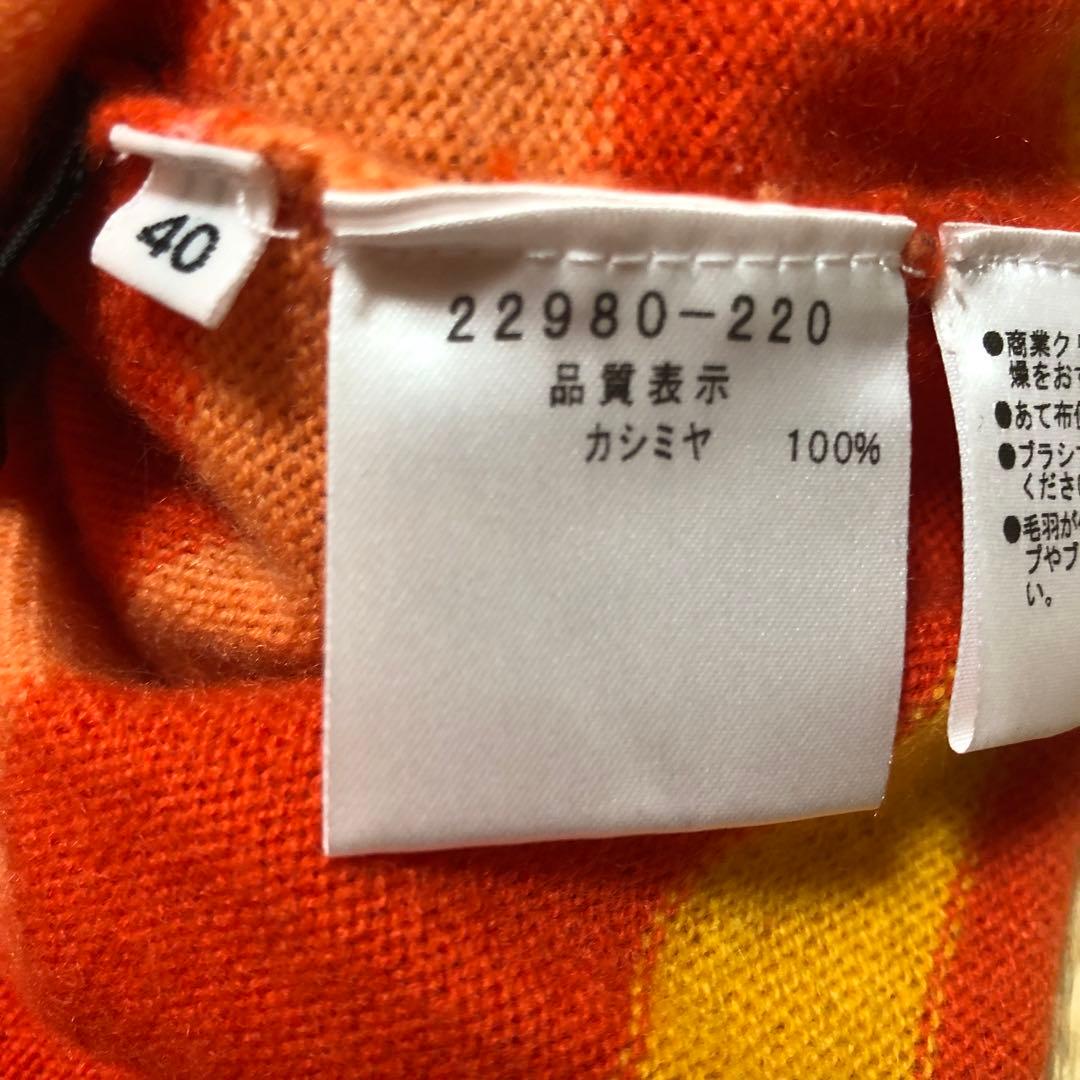 40
22980-220
品質表示
カシミヤ 100%
●商業ク
燥をお
●あて布
●ブラシ
くださ
●毛羽が
プやブ
い。